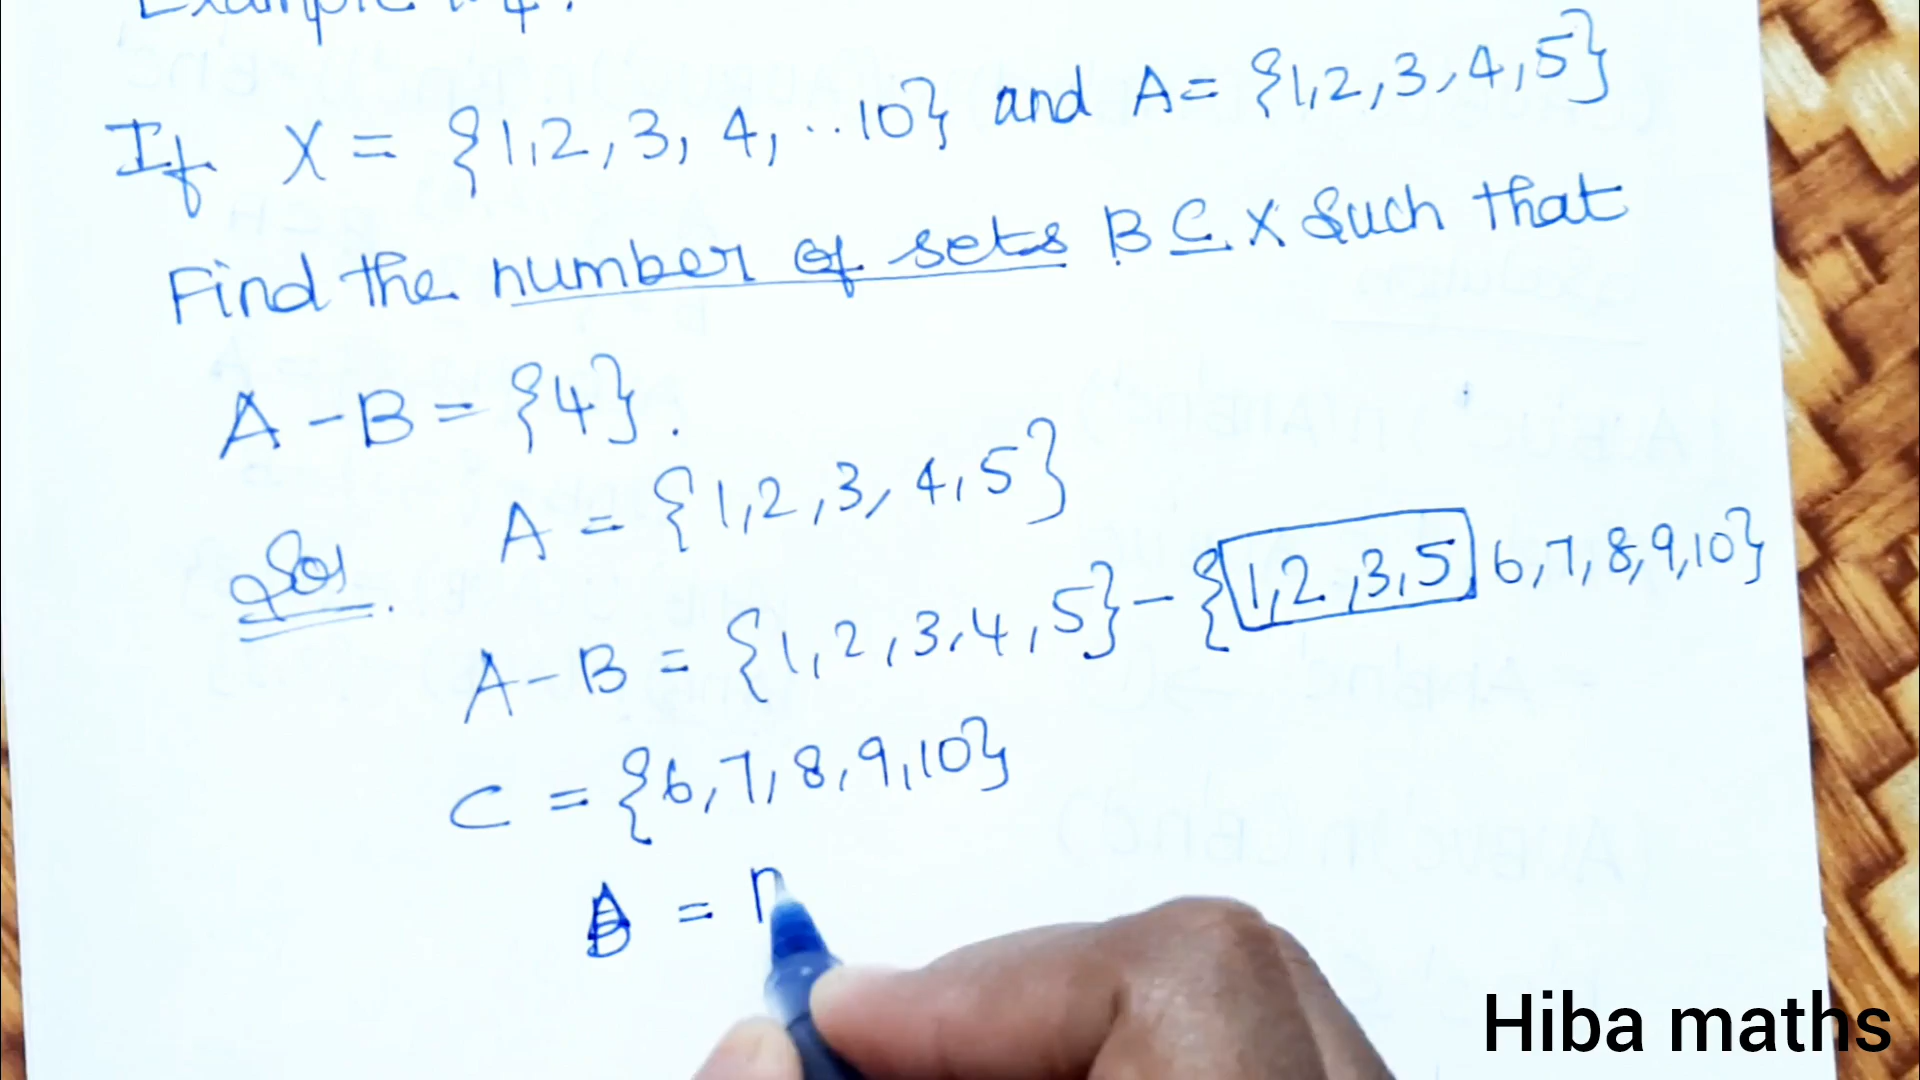 If X = {1,2,3,4,..10} and A = {1,2,3,4,5}
Find the number of sets B ⊆ X Such that
A - B = {4}.
Sol.
A = {1,2,3,4,5}
A - B = {1,2,3,4,5} - {1,2,3,5, 6,7,8,9,10}
C = {6,7,8,9,10}
B =
Hiba maths